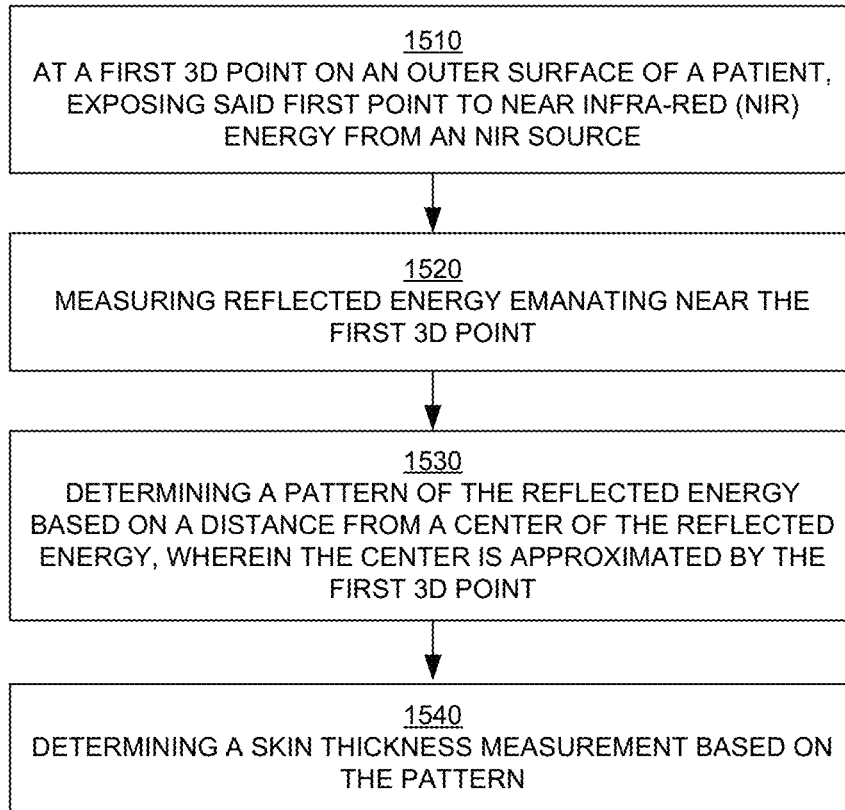 1510
AT A FIRST 3D POINT ON AN OUTER SURFACE OF A PATIENT,
EXPOSING SAID FIRST POINT TO NEAR INFRA-RED (NIR)
ENERGY FROM AN NIR SOURCE
1520
MEASURING REFLECTED ENERGY EMANATING NEAR THE
FIRST 3D POINT
1530
DETERMINING A PATTERN OF THE REFLECTED ENERGY
BASED ON A DISTANCE FROM A CENTER OF THE REFLECTED
ENERGY, WHEREIN THE CENTER IS APPROXIMATED BY THE
FIRST 3D POINT
1540
DETERMINING A SKIN THICKNESS MEASUREMENT BASED ON
THE PATTERN